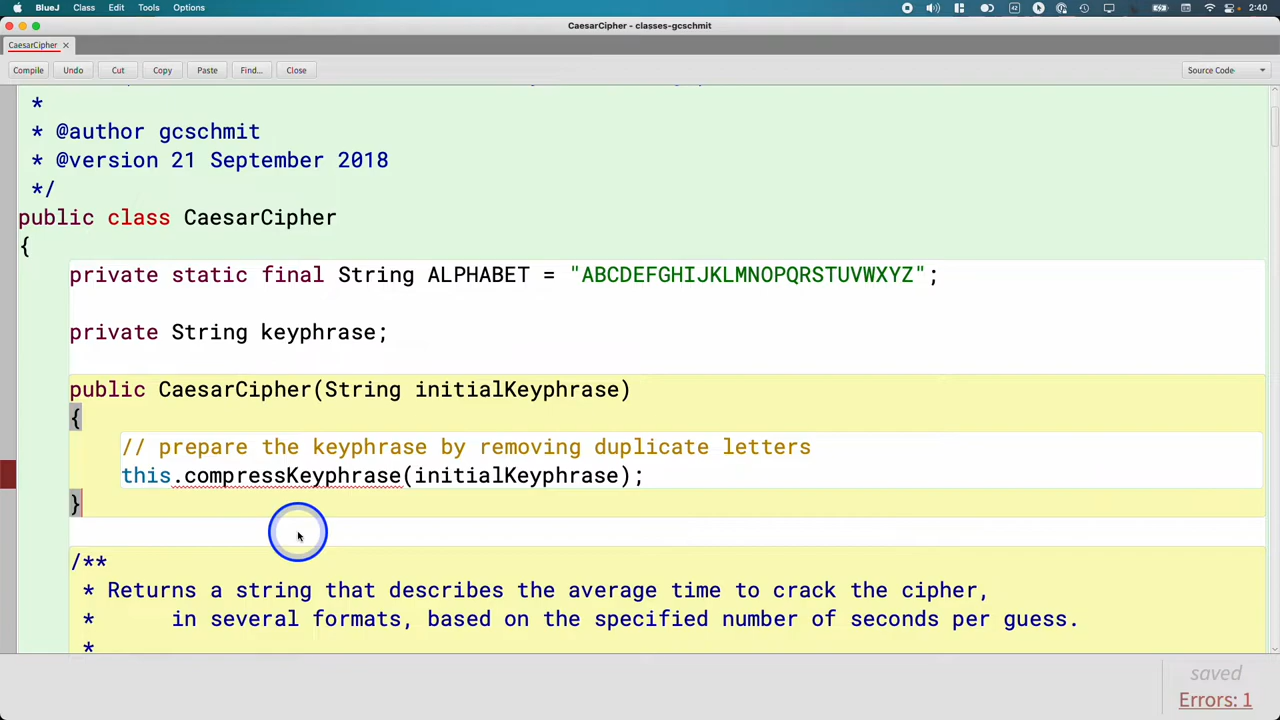 BlueJ Class Edit Tools Options 2:40
CaesarCipher - classes-gcschmit
CaesarCipher
Compile Undo Cut Copy Paste Find... Close Source Code
*
* @author gcschmit
* @version 21 September 2018
*/
public class CaesarCipher
{
private static final String ALPHABET = "ABCDEFGHIJKLMNOPQRSTUVWXYZ";
private String keyphrase;
public CaesarCipher(String initialKeyphrase)
{
// prepare the keyphrase by removing duplicate letters
this.compressKeyphrase(initialKeyphrase);
}
/**
* Returns a string that describes the average time to crack the cipher,
* in several formats, based on the specified number of seconds per guess.
*
saved
Errors: 1